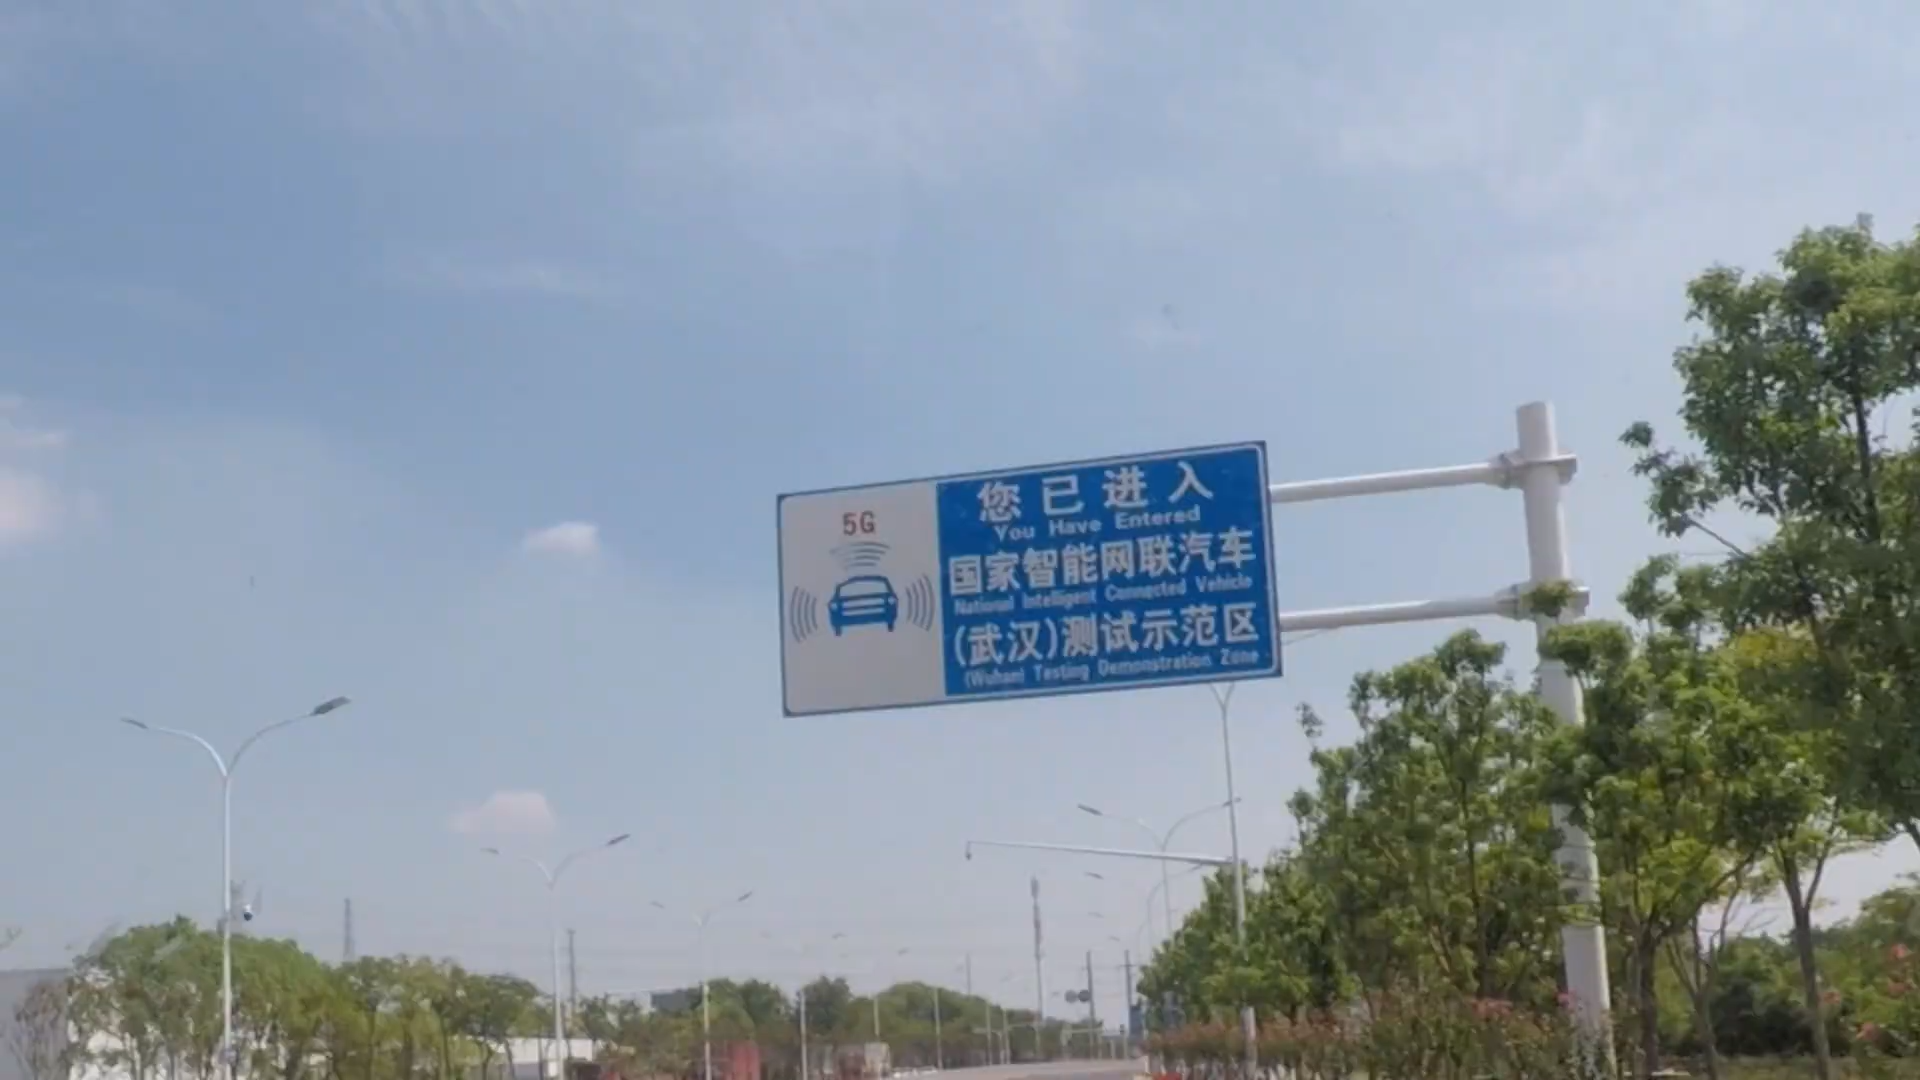 5G
您已进入
You Have Entered
国家智能网联汽车
National Intelligent Connected Vehicle
(武汉)测试示范区
(Wuhan) Testing Demonstration Zone